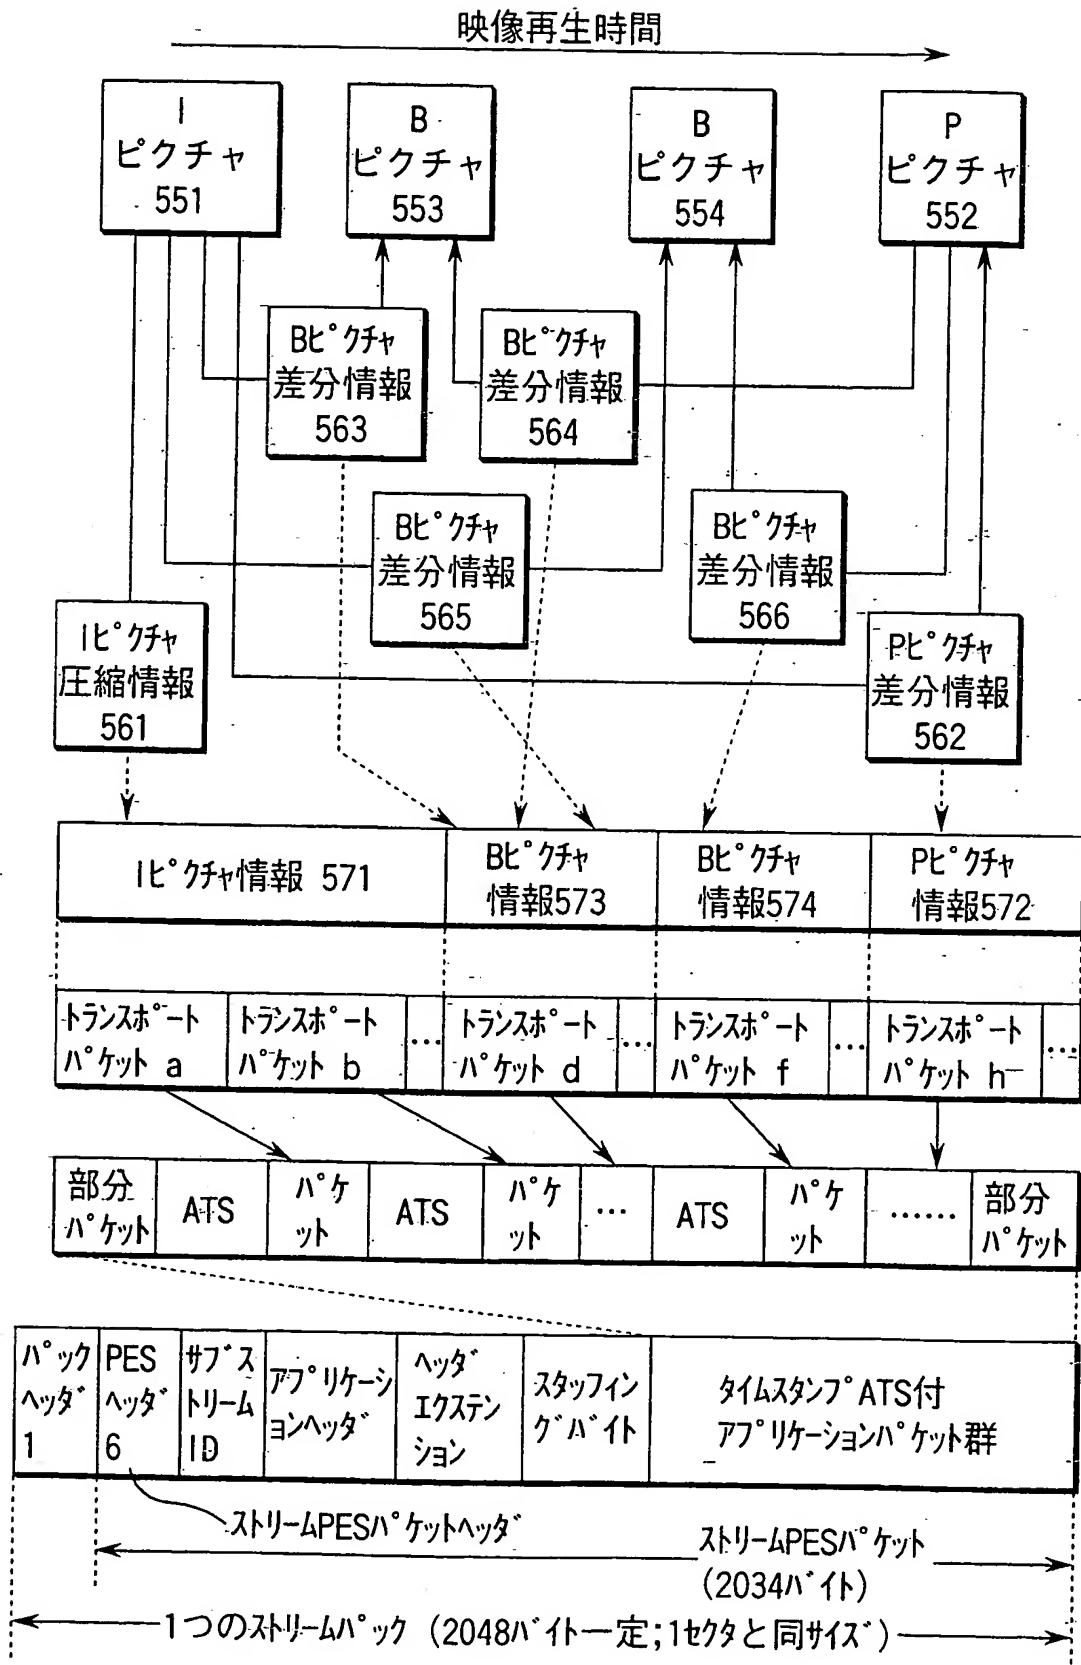 映像再生時間
I
ピクチャ
551
B
ピクチャ
553
B
ピクチャ
554
P
ピクチャ
552
Bピクチャ
差分情報
563
Bピクチャ
差分情報
564
Bピクチャ
差分情報
565
Bピクチャ
差分情報
566
Iピクチャ
圧縮情報
561
Pピクチャ
差分情報
562
Iピクチャ情報 571
Bピクチャ
情報573
Bピクチャ
情報574
Pピクチャ
情報572
トランスポート
パケット a
トランスポート
パケット b
…
トランスポート
パケット d
…
トランスポート
パケット f
…
トランスポート
パケット h
…
部分
パケット
ATS
パケ
ット
ATS
パケ
ット
…
ATS
パケ
ット
……
部分
パケット
パック
ヘッダ
1
PES
ヘッダ
6
サブス
トリーム
ID
アプリケーシ
ョンヘッダ
ヘッダ
エクステン
ション
スタッフィン
グバイト
タイムスタンプATS付
アプリケーションパケット群
ストリームPESパケットヘッダ
ストリームPESパケット
(2034バイト)
1つのストリームパック (2048バイト一定;1セクタと同サイズ)